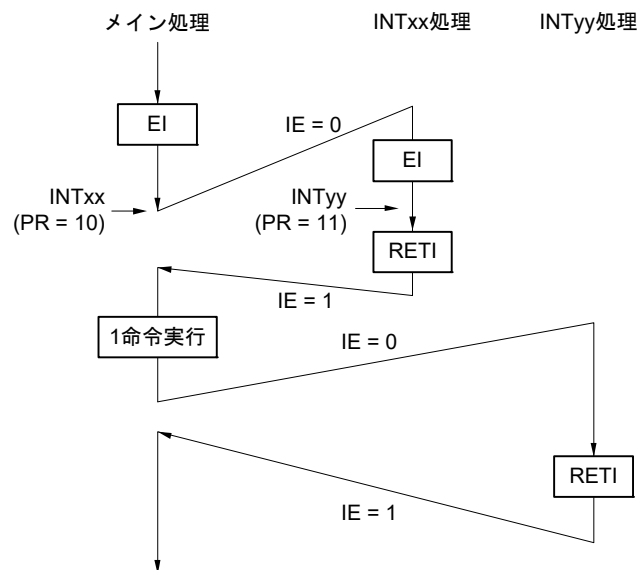 メイン処理
INTxx処理
INTyy処理
EI
IE = 0
EI
INTxx
(PR = 10)
INTyy
(PR = 11)
RETI
IE = 1
1命令実行
IE = 0
RETI
IE = 1